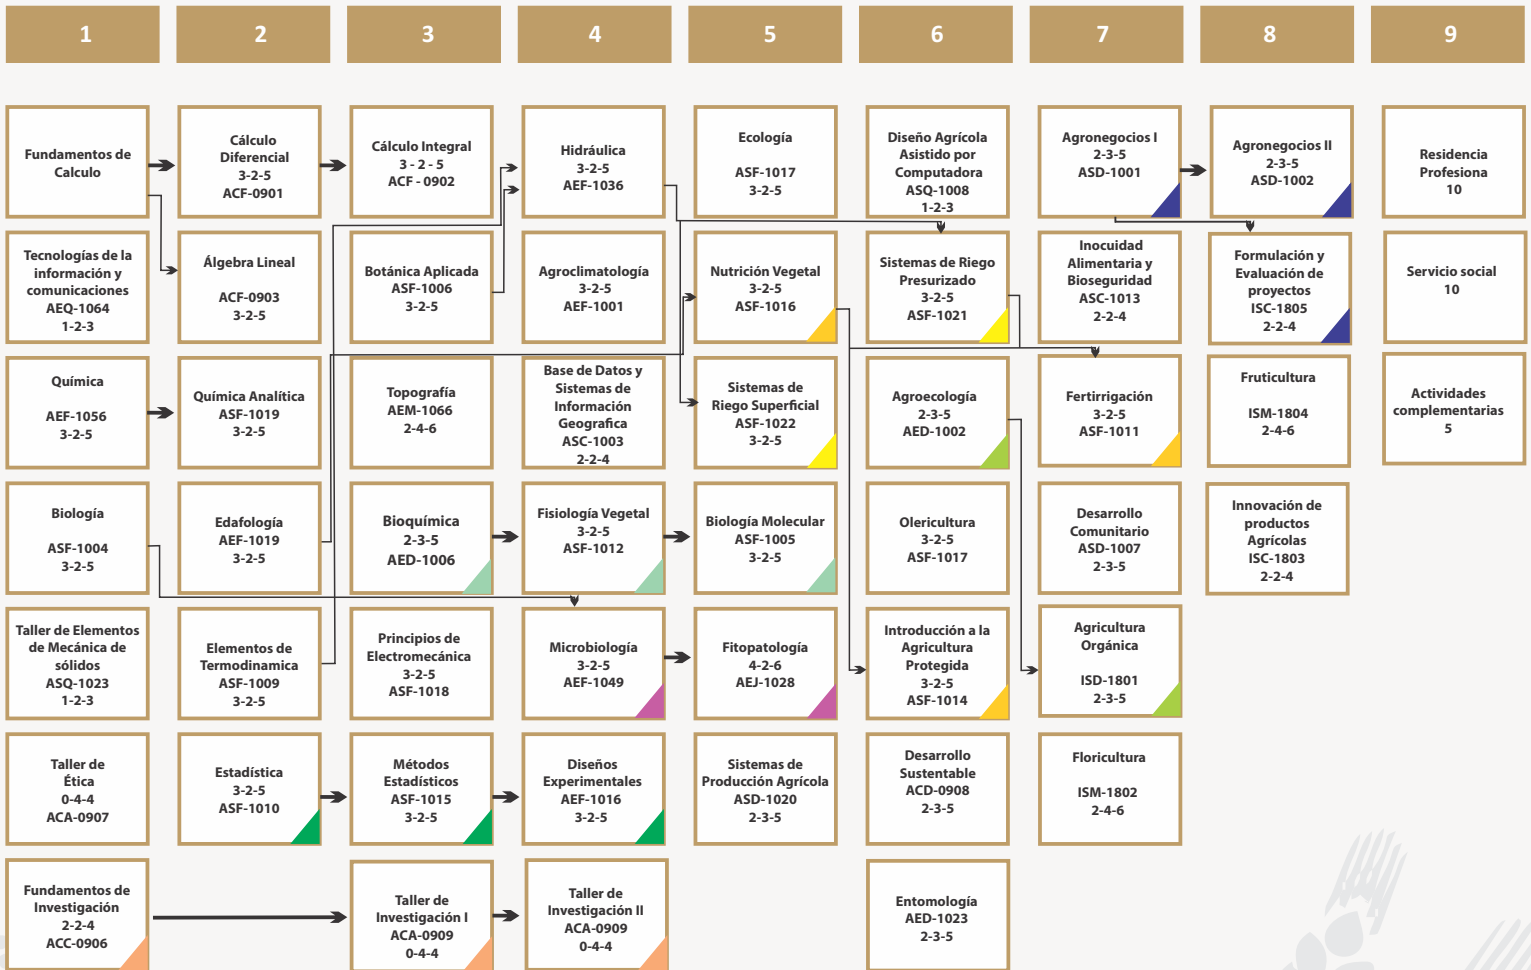 1
2
3
4
5
6
7
8
9
Fundamentos de
Calculo
Tecnologías de la
información y
comunicaciones
AEQ-1064
1-2-3
Química
AEF-1056
3-2-5
Biología
ASF-1004
3-2-5
Taller de Elementos
de Mecánica de
sólidos
ASQ-1023
1-2-3
Taller de
Ética
0-4-4
ACA-0907
Fundamentos de
Investigación
2-2-4
ACC-0906
Cálculo
Diferencial
3-2-5
ACF-0901
Álgebra Lineal
ACF-0903
3-2-5
Química Analítica
ASF-1019
3-2-5
Edafología
AEF-1019
3-2-5
Elementos de
Termodinamica
ASF-1009
3-2-5
Estadística
3-2-5
ASF-1010
Cálculo Integral
3 - 2 - 5
ACF - 0902
Botánica Aplicada
ASF-1006
3-2-5
Topografía
AEM-1066
2-4-6
Bioquímica
2-3-5
AED-1006
Principios de
Electromecánica
3-2-5
ASF-1018
Métodos
Estadísticos
ASF-1015
3-2-5
Taller de
Investigación I
ACA-0909
0-4-4
Hidráulica
3-2-5
AEF-1036
Agroclimatología
3-2-5
AEF-1001
Base de Datos y
Sistemas de
Información
Geografica
ASC-1003
2-2-4
Fisiología Vegetal
3-2-5
ASF-1012
Microbiología
3-2-5
AEF-1049
Diseños
Experimentales
AEF-1016
3-2-5
Taller de
Investigación II
ACA-0909
0-4-4
Ecología
ASF-1017
3-2-5
Nutrición Vegetal
3-2-5
ASF-1016
Sistemas de
Riego Superficial
ASF-1022
3-2-5
Biología Molecular
ASF-1005
3-2-5
Fitopatología
4-2-6
AEJ-1028
Sistemas de
Producción Agrícola
ASD-1020
2-3-5
Diseño Agrícola
Asistido por
Computadora
ASQ-1008
1-2-3
Sistemas de Riego
Presurizado
3-2-5
ASF-1021
Agroecología
2-3-5
AED-1002
Olericultura
3-2-5
ASF-1017
Introducción a la
Agricultura
Protegida
3-2-5
ASF-1014
Desarrollo
Sustentable
ACD-0908
2-3-5
Entomología
AED-1023
2-3-5
Agronegocios I
2-3-5
ASD-1001
Inocuidad
Alimentaria y
Bioseguridad
ASC-1013
2-2-4
Fertirrigación
3-2-5
ASF-1011
Desarrollo
Comunitario
ASD-1007
2-3-5
Agricultura
Orgánica
ISD-1801
2-3-5
Floricultura
ISM-1802
2-4-6
Agronegocios II
2-3-5
ASD-1002
Formulación y
Evaluación de
proyectos
ISC-1805
2-2-4
Fruticultura
ISM-1804
2-4-6
Innovación de
productos
Agrícolas
ISC-1803
2-2-4
Residencia
Profesiona
10
Servicio social
10
Actividades
complementarias
5